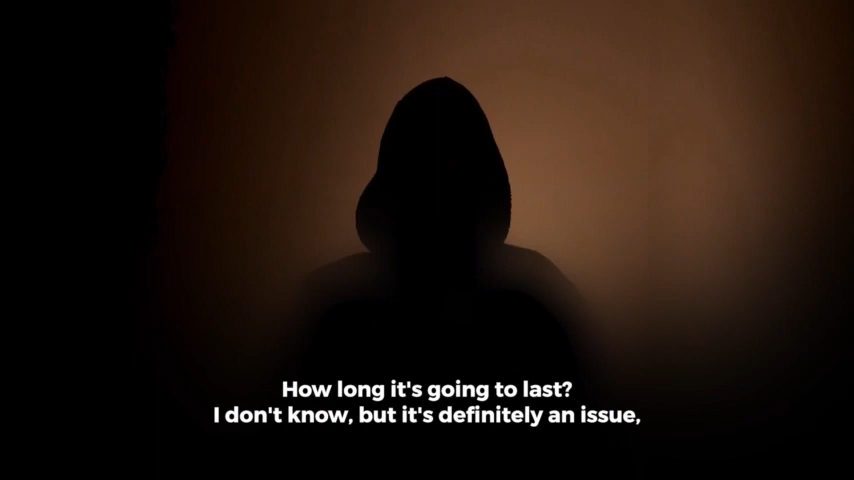 How long it's going to last?
I don't know, but it's definitely an issue,